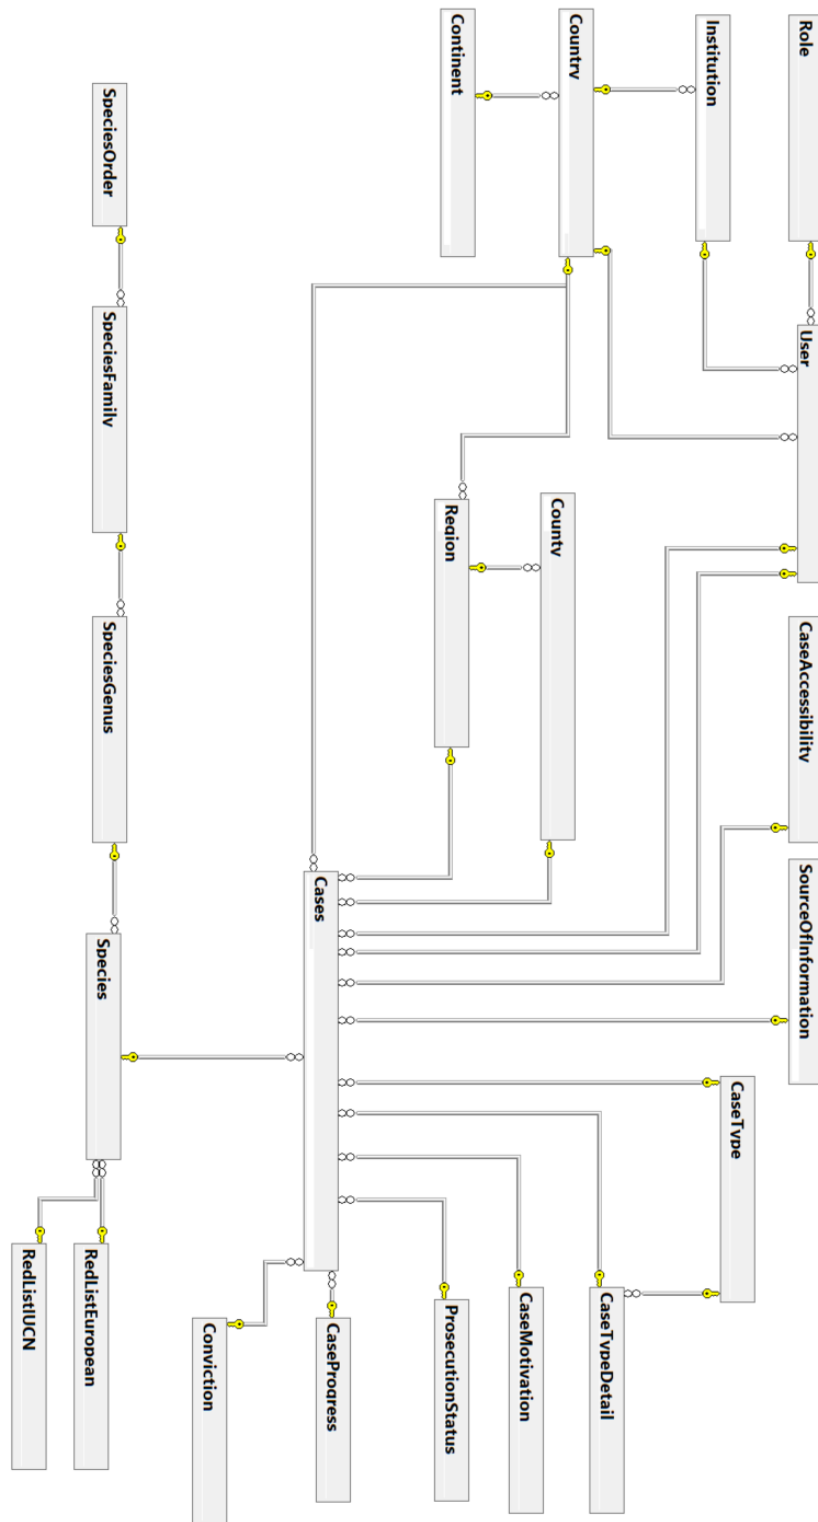 Role
User
CaseAccessibility
SourceOfInformation
Institution
CaseType
Country
County
CaseTypeDetail
CaseMotivation
Continent
Region
ProsecutionStatus
Cases
CaseProgress
Conviction
SpeciesOrder
SpeciesFamily
SpeciesGenus
Species
RedListEuropean
RedListIUCN